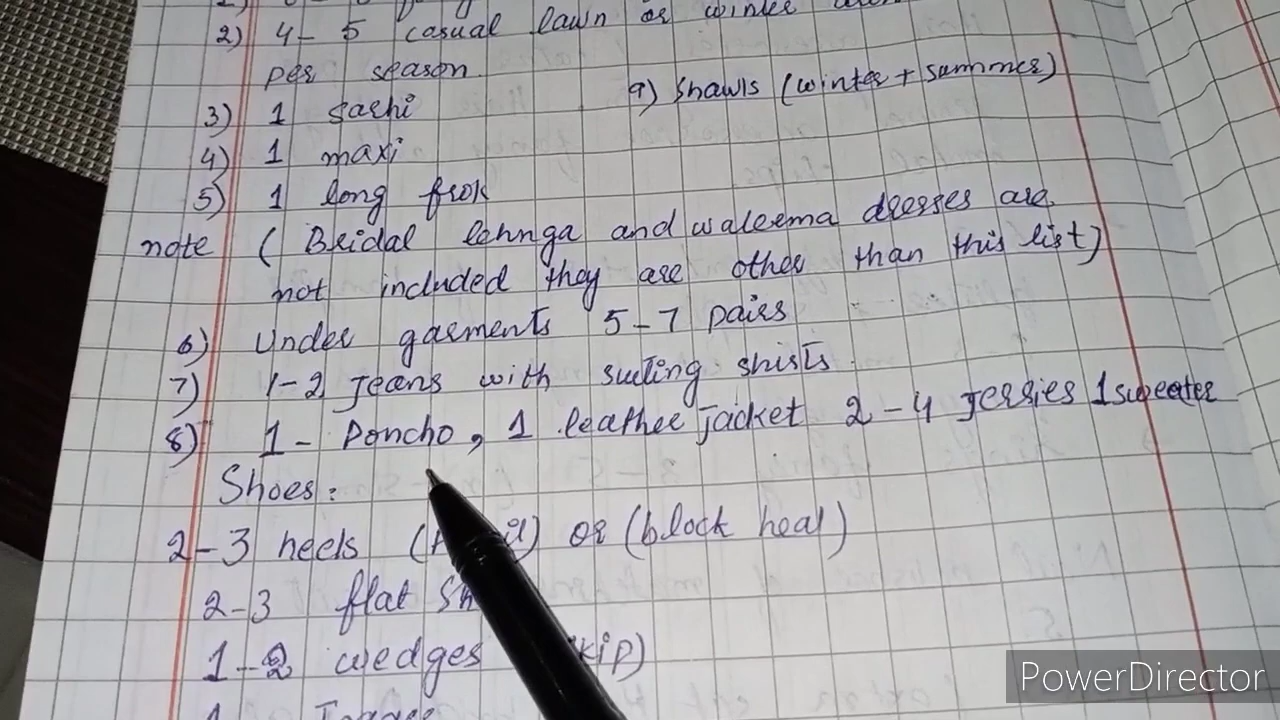 2) 4- 5 casual lawn or winter
per season
9) Shawls (winter + summer)
3) 1 sarhi
4) 1 maxi
5) 1 long frok
note ( Bridal lehnga and waleema dresses are
not included they are other than this list)
6) Under garments 5-7 pairs
7) 1-2 Jeans with suiting shirts
8) 1- Poncho, 1 leather jacket 2-4 Jersies 1 sweater
Shoes:
2-3 heels or (block heal)
2-3 flat
1-2 wedges
1
PowerDirector